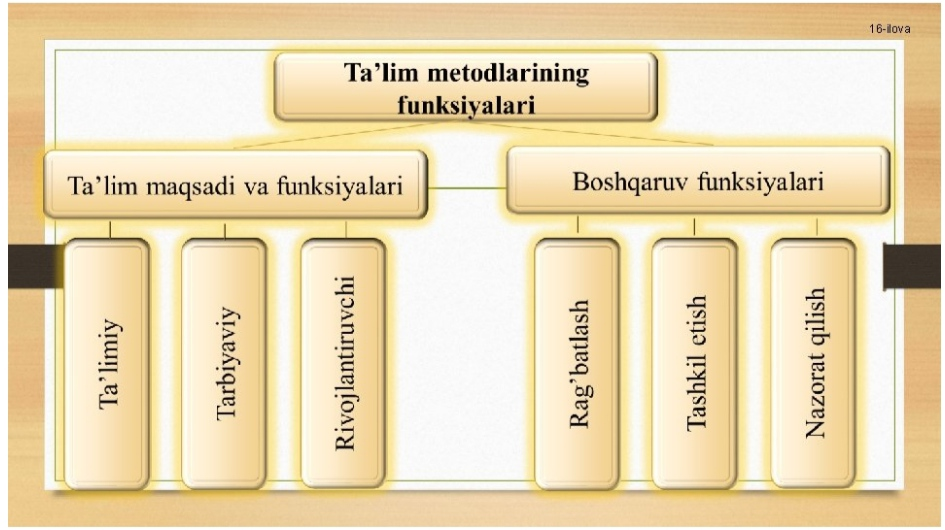 16-ilova
Ta’lim metodlarining
funksiyalari
Ta’lim maqsadi va funksiyalari
Boshqaruv funksiyalari
Ta’limiy
Tarbiyaviy
Rivojlantiruvchi
Rag’batlash
Tashkil etish
Nazorat qilish